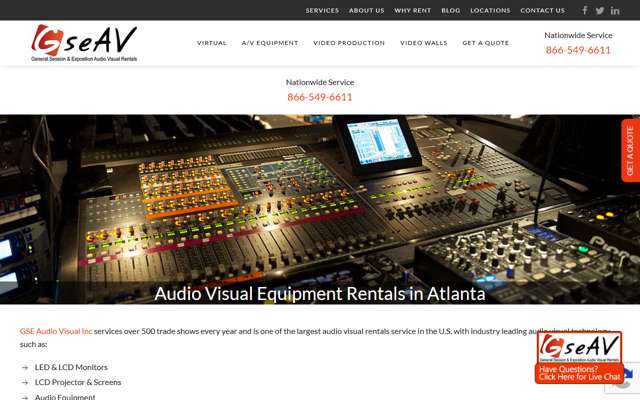 SERVICES ABOUT US WHY RENT BLOG LOCATIONS CONTACT US
GseAV
General Session & Exposition Audio Visual Rentals
VIRTUAL A/V EQUIPMENT VIDEO PRODUCTION VIDEO WALLS GET A QUOTE
Nationwide Service
866-549-6611
Nationwide Service
866-549-6611
GET A QUOTE
Audio Visual Equipment Rentals in Atlanta
GSE Audio Visual Inc services over 500 trade shows every year and is one of the largest audio visual rentals service in the U.S. with industry leading audio visual technology
such as:
LED & LCD Monitors
LCD Projector & Screens
Audio Equipment
GseAV
General Session & Exposition Audio Visual Rentals
Have Questions?
Click Here for Live Chat